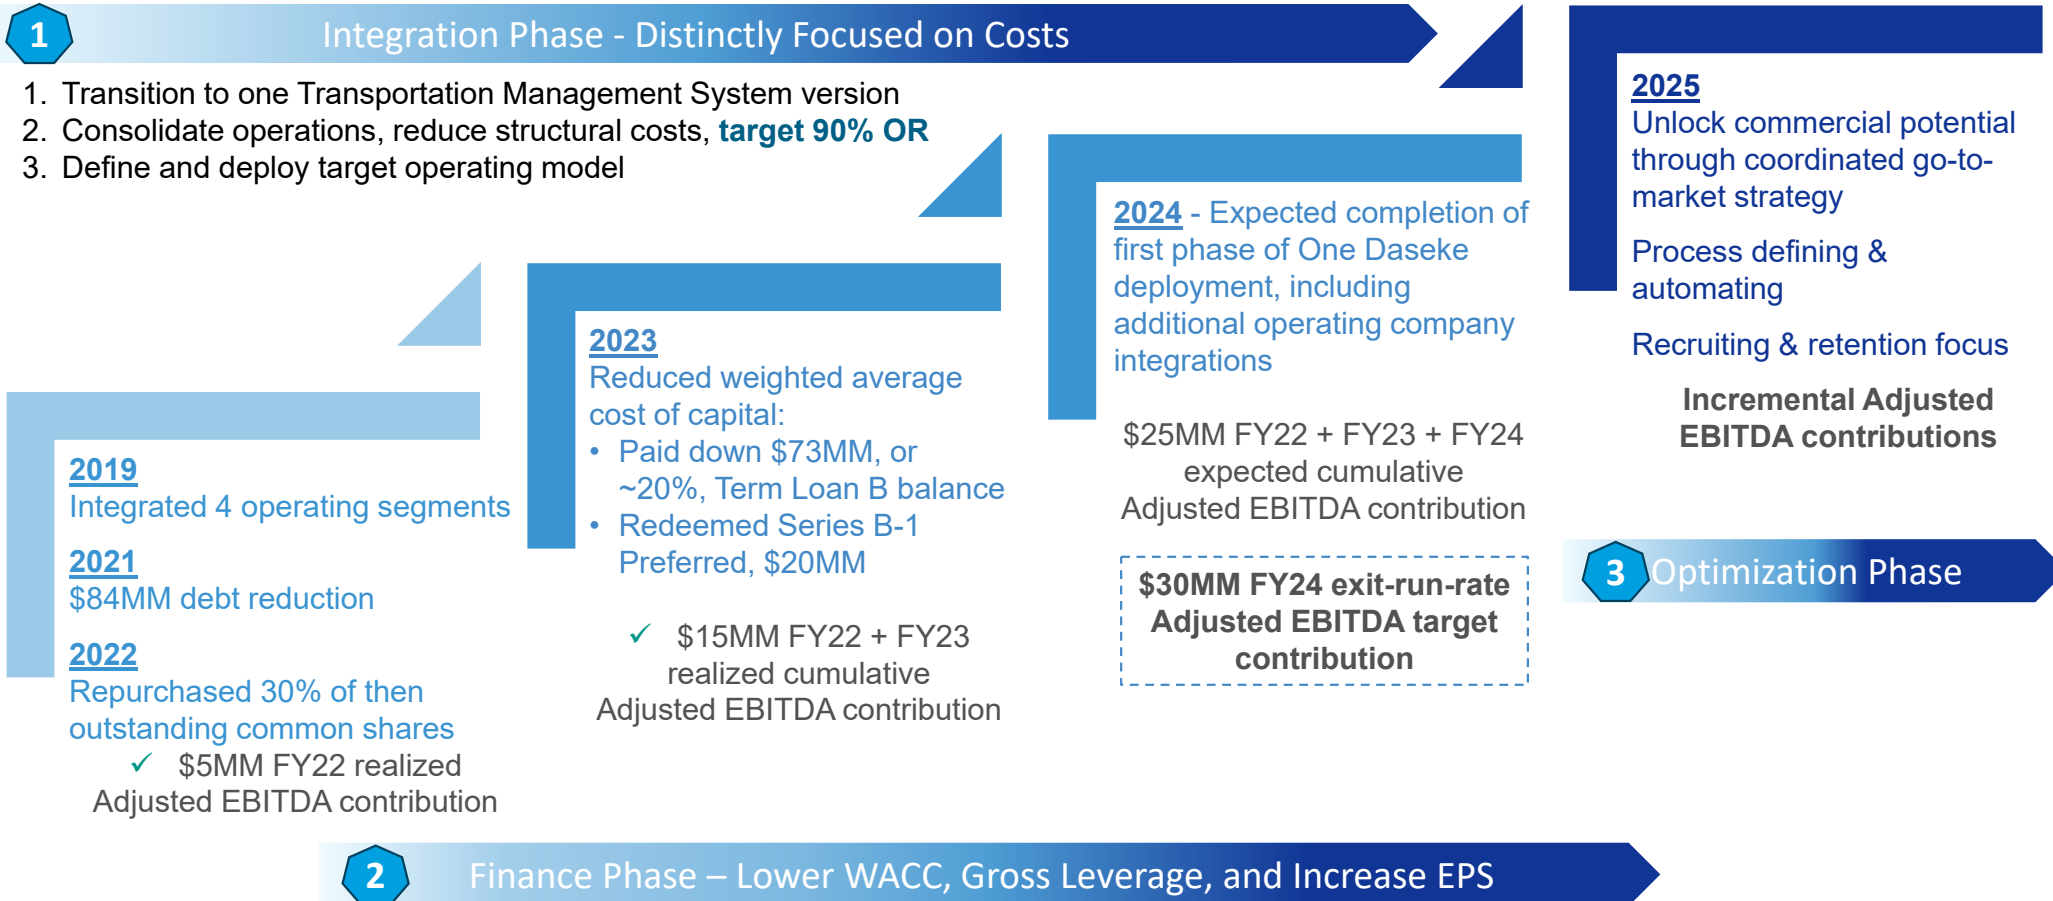 1
Integration Phase - Distinctly Focused on Costs
1. Transition to one Transportation Management System version
2. Consolidate operations, reduce structural costs, target 90% OR
3. Define and deploy target operating model
2019
Integrated 4 operating segments
2021
$84MM debt reduction
2022
Repurchased 30% of then
outstanding common shares
✓ $5MM FY22 realized
Adjusted EBITDA contribution
2023
Reduced weighted average
cost of capital:
• Paid down $73MM, or
~20%, Term Loan B balance
• Redeemed Series B-1
Preferred, $20MM
✓ $15MM FY22 + FY23
realized cumulative
Adjusted EBITDA contribution
2024 - Expected completion of
first phase of One Daseke
deployment, including
additional operating company
integrations
$25MM FY22 + FY23 + FY24
expected cumulative
Adjusted EBITDA contribution
$30MM FY24 exit-run-rate
Adjusted EBITDA target
contribution
2025
Unlock commercial potential
through coordinated go-to-
market strategy
Process defining &
automating
Recruiting & retention focus
Incremental Adjusted
EBITDA contributions
3
Optimization Phase
2
Finance Phase – Lower WACC, Gross Leverage, and Increase EPS